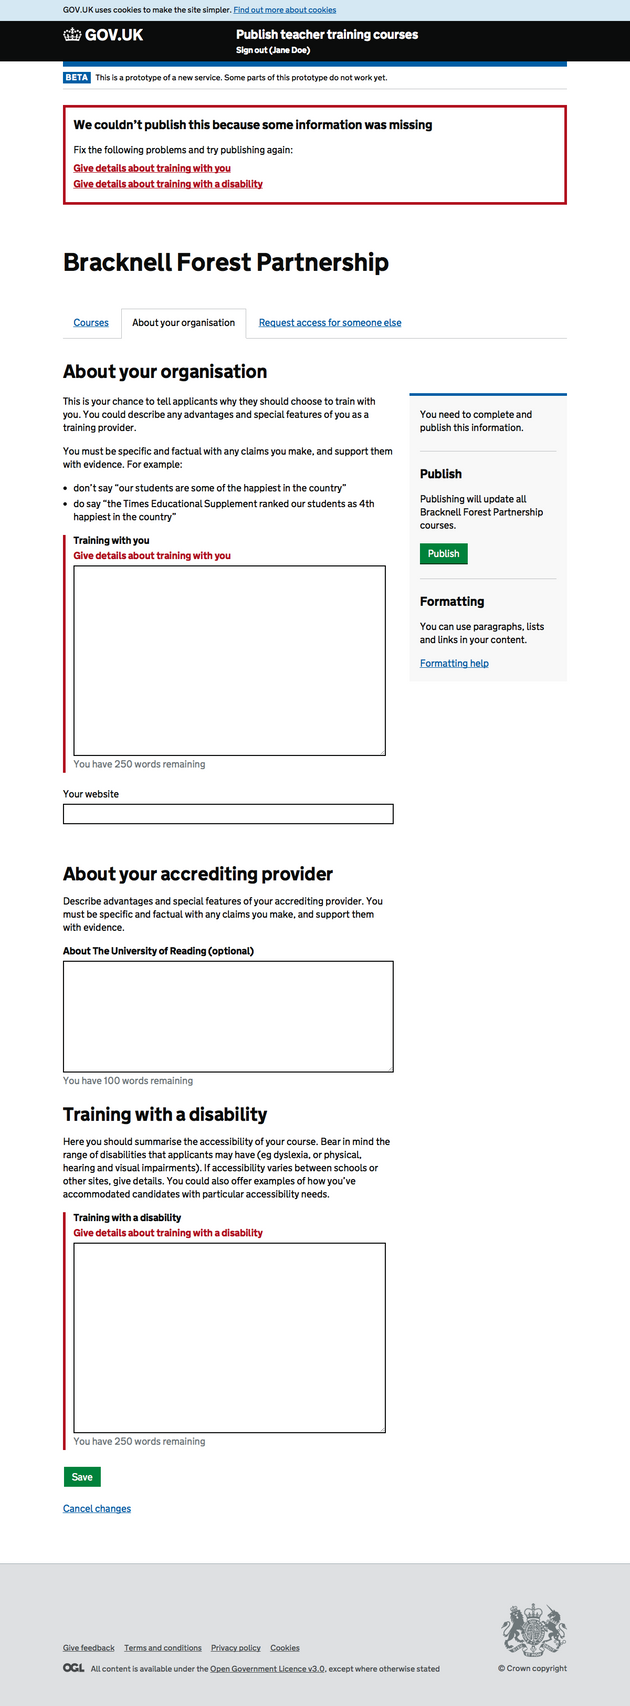 GOV.UK uses cookies to make the site simpler. Find out more about cookies
GOV.UK
Publish teacher training courses
Sign out (Jane Doe)
BETA This is a prototype of a new service. Some parts of this prototype do not work yet.
We couldn’t publish this because some information was missing
Fix the following problems and try publishing again:
Give details about training with you
Give details about training with a disability
Bracknell Forest Partnership
Courses
About your organisation
Request access for someone else
About your organisation
This is your chance to tell applicants why they should choose to train with
you. You could describe any advantages and special features of you as a
training provider.
You must be specific and factual with any claims you make, and support them
with evidence. For example:
• don’t say “our students are some of the happiest in the country”
• do say “the Times Educational Supplement ranked our students as 4th
happiest in the country”
Training with you
Give details about training with you
You have 250 words remaining
Your website
You need to complete and
publish this information.
Publish
Publishing will update all
Bracknell Forest Partnership
courses.
Publish
Formatting
You can use paragraphs, lists
and links in your content.
Formatting help
About your accrediting provider
Describe advantages and special features of your accrediting provider. You
must be specific and factual with any claims you make, and support them
with evidence.
About The University of Reading (optional)
You have 100 words remaining
Training with a disability
Here you should summarise the accessibility of your course. Bear in mind the
range of disabilities that applicants may have (eg dyslexia, or physical,
hearing and visual impairments). If accessibility varies between schools or
other sites, give details. You could also offer examples of how you’ve
accommodated candidates with particular accessibility needs.
Training with a disability
Give details about training with a disability
You have 250 words remaining
Save
Cancel changes
Give feedback Terms and conditions Privacy policy Cookies
OGL All content is available under the Open Government Licence v3.0, except where otherwise stated
© Crown copyright